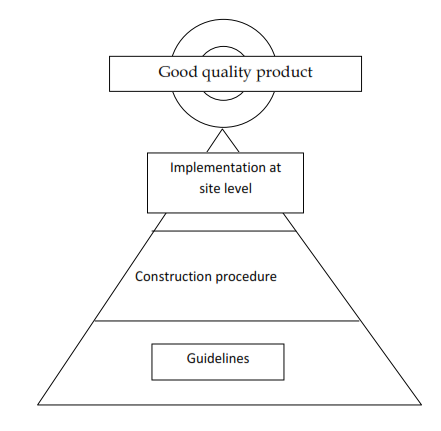 Good quality product
Implementation at
site level
Construction procedure
Guidelines